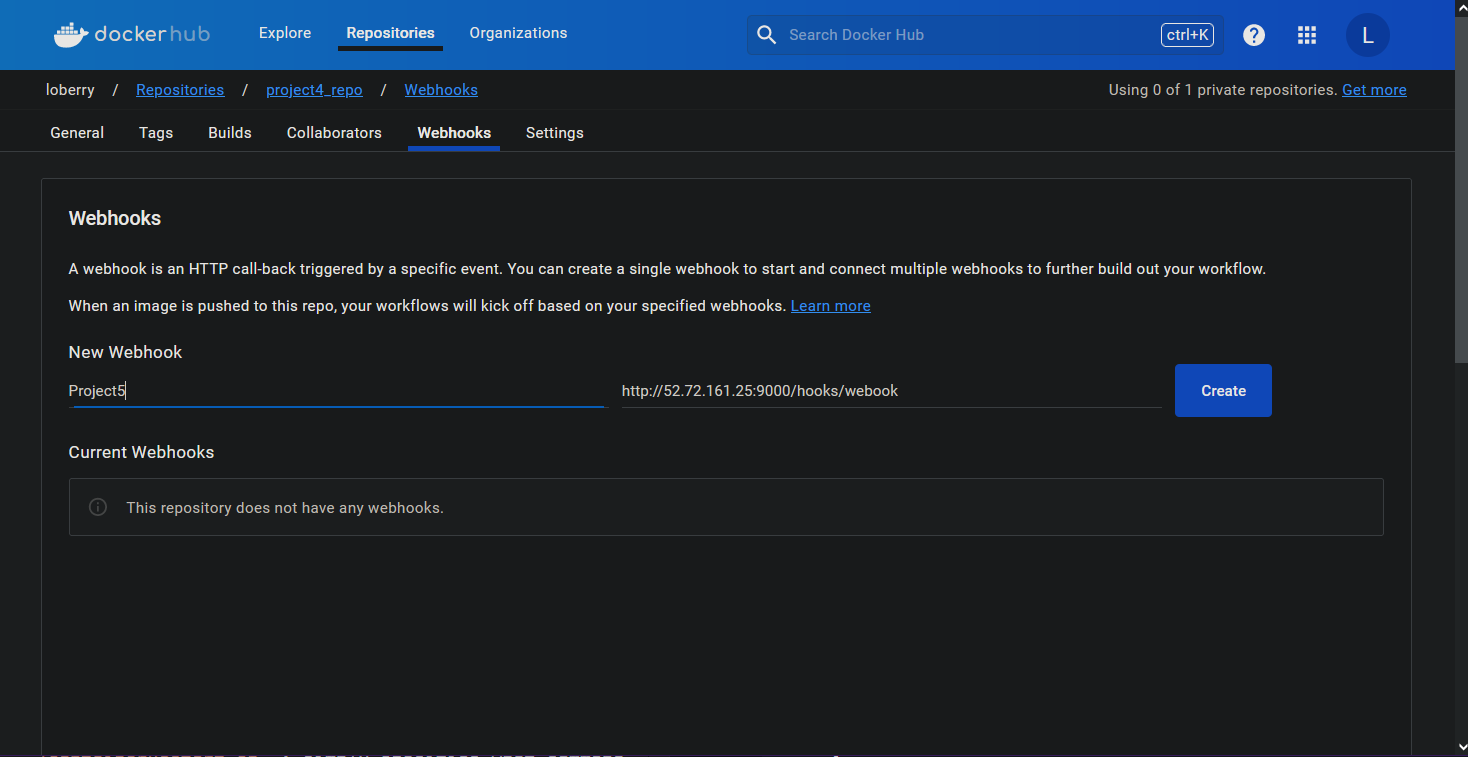 dockerhub Explore Repositories Organizations Search Docker Hub ctrl+K ? L
loberry / Repositories / project4_repo / Webhooks Using 0 of 1 private repositories. Get more
General Tags Builds Collaborators Webhooks Settings
Webhooks
A webhook is an HTTP call-back triggered by a specific event. You can create a single webhook to start and connect multiple webhooks to further build out your workflow.
When an image is pushed to this repo, your workflows will kick off based on your specified webhooks. Learn more
New Webhook
Project5 http://52.72.161.25:9000/hooks/webook Create
Current Webhooks
This repository does not have any webhooks.